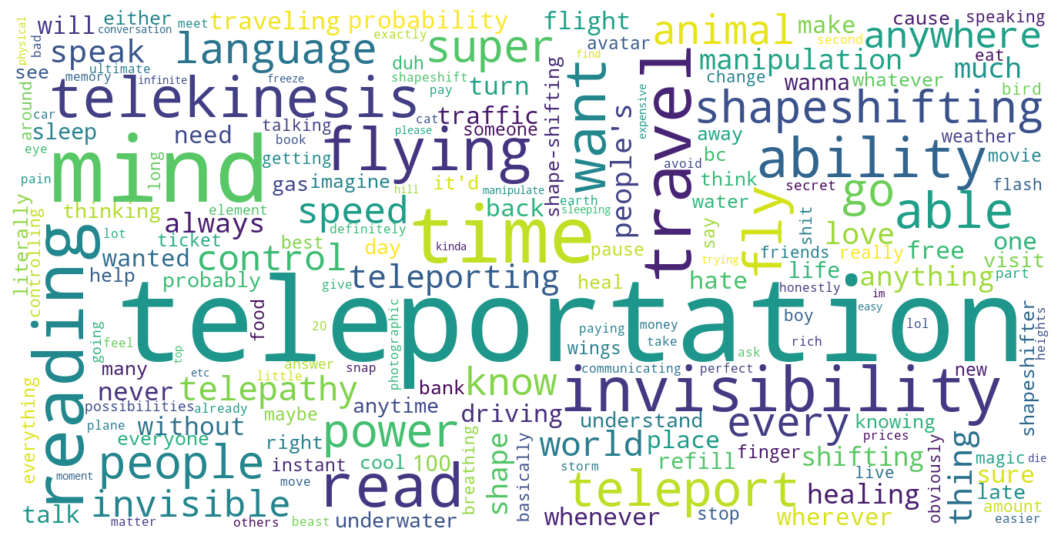 physical
bad
conversation
meet
either
traveling
probability
exactly
flight
second
animal
make
cause
speaking
will
speak
language
super
avatar
find
anywhere
eat
see
memory
ultimate
infinite
freeze
duh
shapeshift
pay
turn
manipulation
much
change
wanna
whatever
bird
around
car
telekinesis
traffic
cat
please
shape-shifting
want
people's
expensive
travel
shapeshifting
sleep
need
talking
book
someone
away
weather
eye
mind
long
getting
flying
avoid
bc
ability
movie
pain
gas
imagine
it'd
manipulate
hill
sleeping
earth
think
water
secret
flash
literally
controlling
thinking
element
always
speed
back
definitely
time
say
fly
go
able
lot
ticket
best
day
kinda
pause
trying
friends
shit
love
free
one
visit
wanted
control
help
probably
teleporting
give
heal
hate
really
life
anything
part
reading
teleportation
food
20
photographic
honestly
im
easy
going
feel
top
paying
money
boy
lol
wings
take
rich
heights
shapeshifter
many
etc
answer
little
snap
communicating
perfect
ask
everything
never
telepathy
bank
know
invisibility
new
possibilities
already
maybe
anytime
driving
every
knowing
plane
without
everyone
right
power
understand
prices
people
instant
cool
100
breathing
shape
basically
world
place
finger
shifting
magic
die
moment
move
read
refill
obviously
thing
sure
invisible
storm
teleport
live
healing
late
talk
matter
others
beast
underwater
whenever
stop
wherever
amount
easier